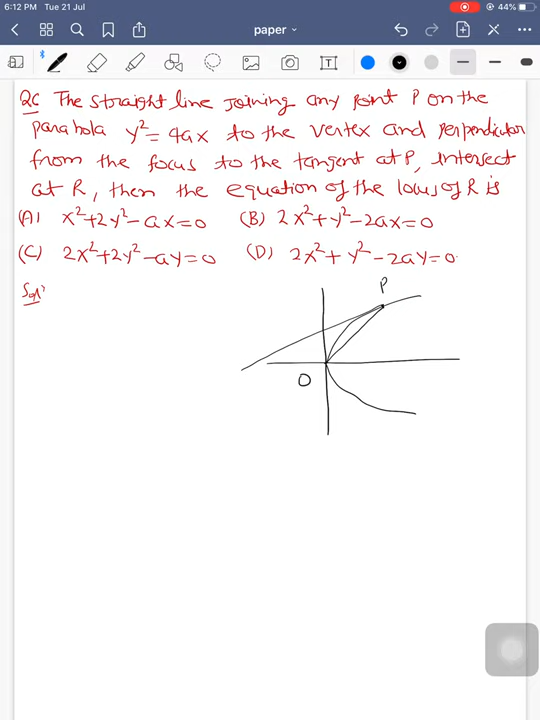 6:12 PM Tue 21 Jul
44%
paper
Q6 The straight line joining any point P on the
parabola y² = 4ax to the vertex and perpendicular
from the focus to the tangent at P, intersect
at R, then the equation of the locus of R is
(A) x²+2y²-ax=0 (B) 2x²+y²-2ax=0
(C) 2x²+2y²-ay=0 (D) 2x²+y²-2ay=0
Solⁿ
P
O